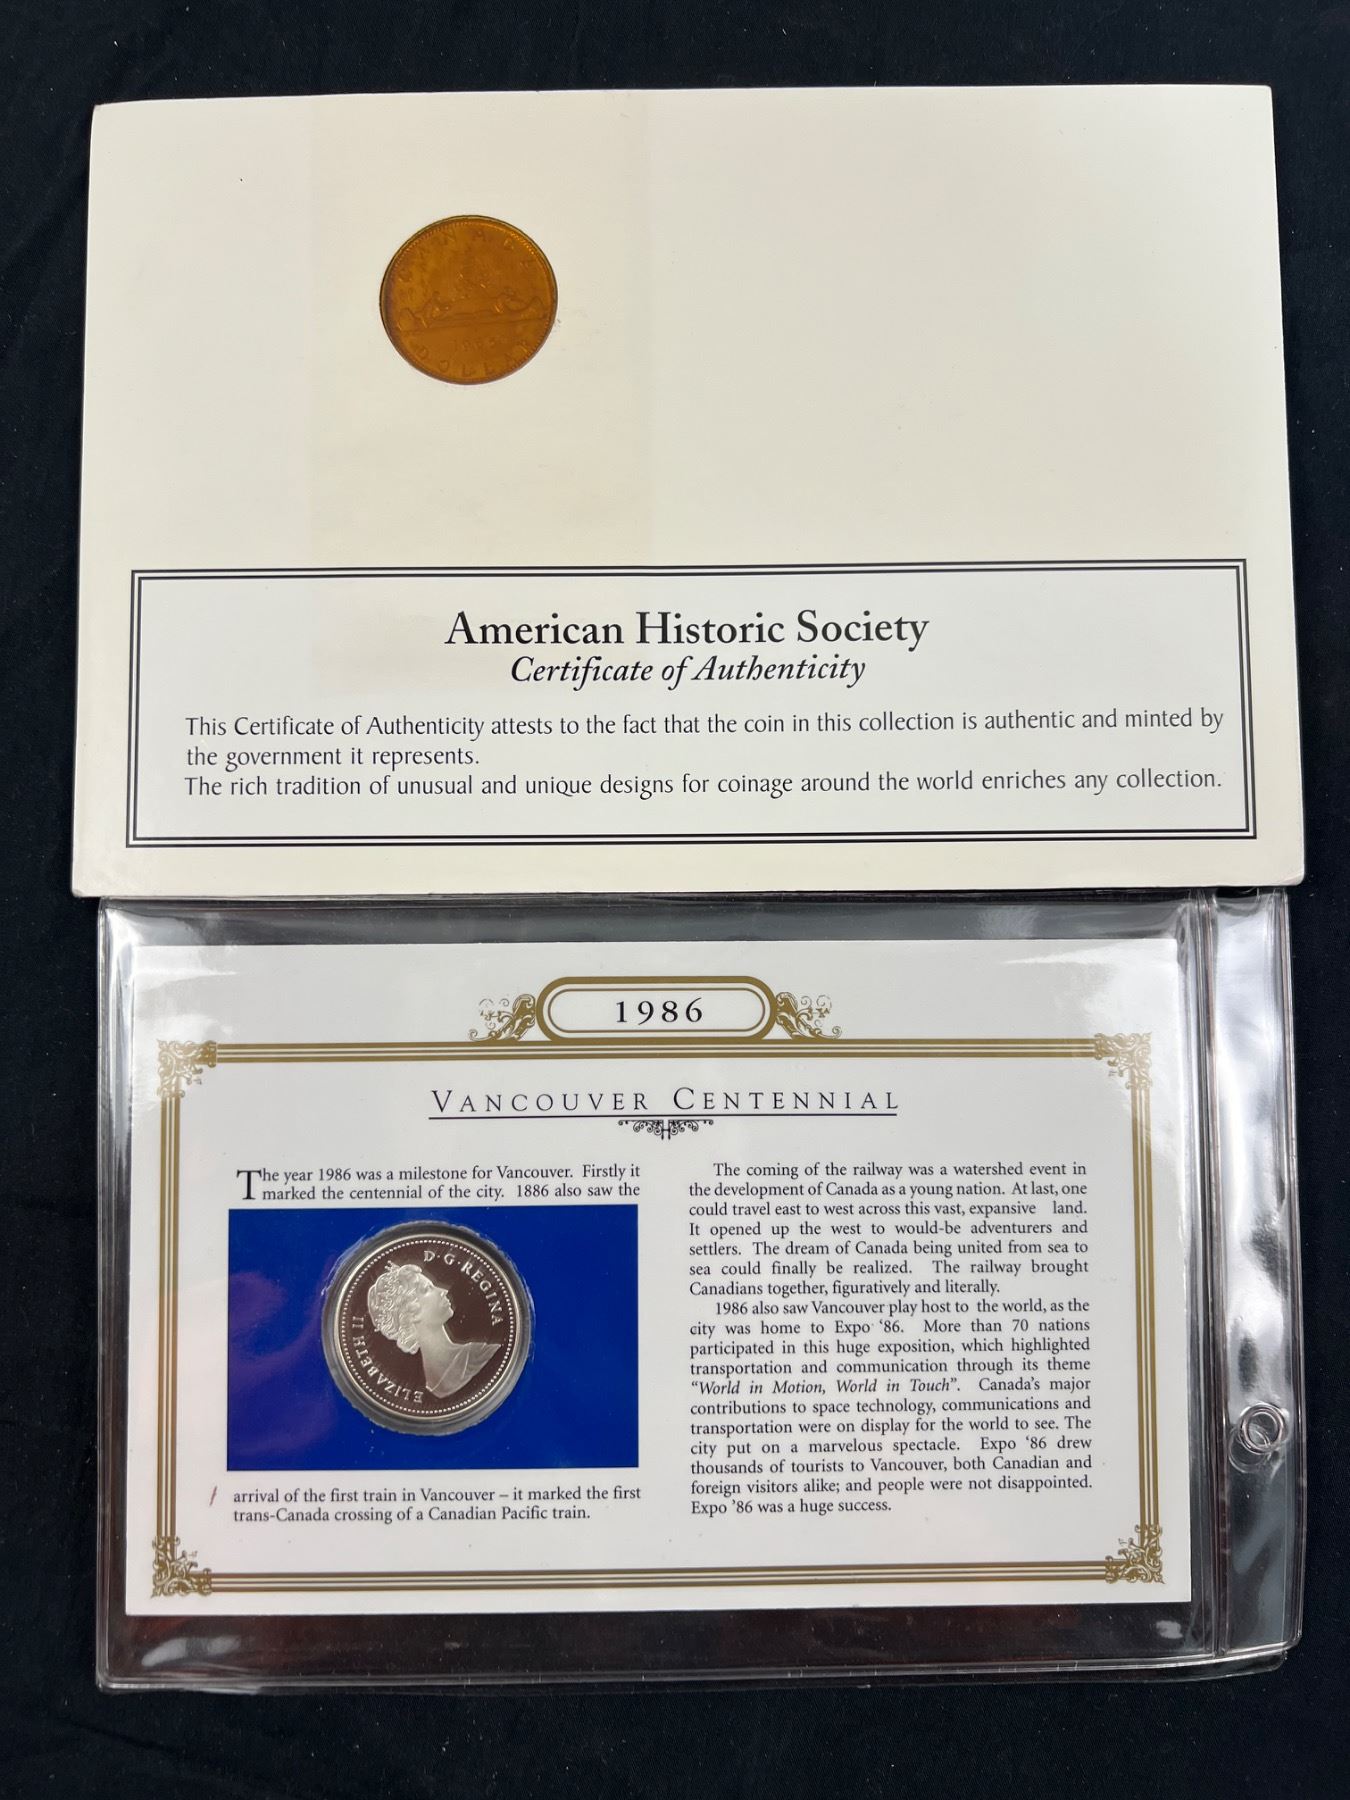 CANADA
1965
DOLLAR
American Historic Society
Certificate of Authenticity
This Certificate of Authenticity attests to the fact that the coin in this collection is authentic and minted by
the government it represents.
The rich tradition of unusual and unique designs for coinage around the world enriches any collection.
1986
VANCOUVER CENTENNIAL
The year 1986 was a milestone for Vancouver. Firstly it
marked the centennial of the city. 1886 also saw the
ELIZABETH II D·G·REGINA
arrival of the first train in Vancouver – it marked the first
trans-Canada crossing of a Canadian Pacific train.
The coming of the railway was a watershed event in
the development of Canada as a young nation. At last, one
could travel east to west across this vast, expansive land.
It opened up the west to would-be adventurers and
settlers. The dream of Canada being united from sea to
sea could finally be realized. The railway brought
Canadians together, figuratively and literally.
1986 also saw Vancouver play host to the world, as the
city was home to Expo ‘86. More than 70 nations
participated in this huge exposition, which highlighted
transportation and communication through its theme
“World in Motion, World in Touch”. Canada’s major
contributions to space technology, communications and
transportation were on display for the world to see. The
city put on a marvelous spectacle. Expo ‘86 drew
thousands of tourists to Vancouver, both Canadian and
foreign visitors alike; and people were not disappointed.
Expo ’86 was a huge success.